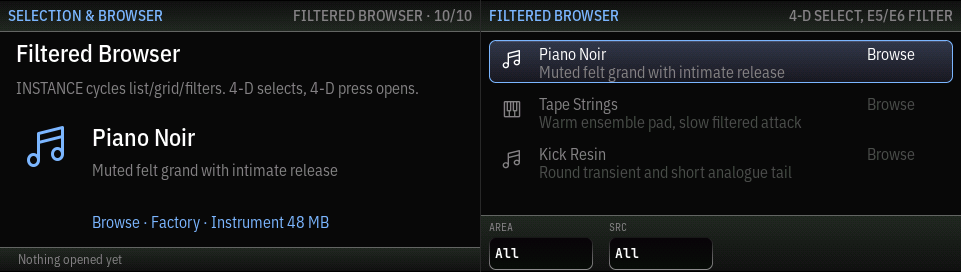 SELECTION & BROWSER
FILTERED BROWSER · 10/10
Filtered Browser
INSTANCE cycles list/grid/filters. 4-D selects, 4-D press opens.
Piano Noir
Muted felt grand with intimate release
Browse · Factory · Instrument 48 MB
Nothing opened yet
FILTERED BROWSER
4-D SELECT, E5/E6 FILTER
Piano Noir
Browse
Muted felt grand with intimate release
Tape Strings
Browse
Warm ensemble pad, slow filtered attack
Kick Resin
Browse
Round transient and short analogue tail
AREA
SRC
All
All